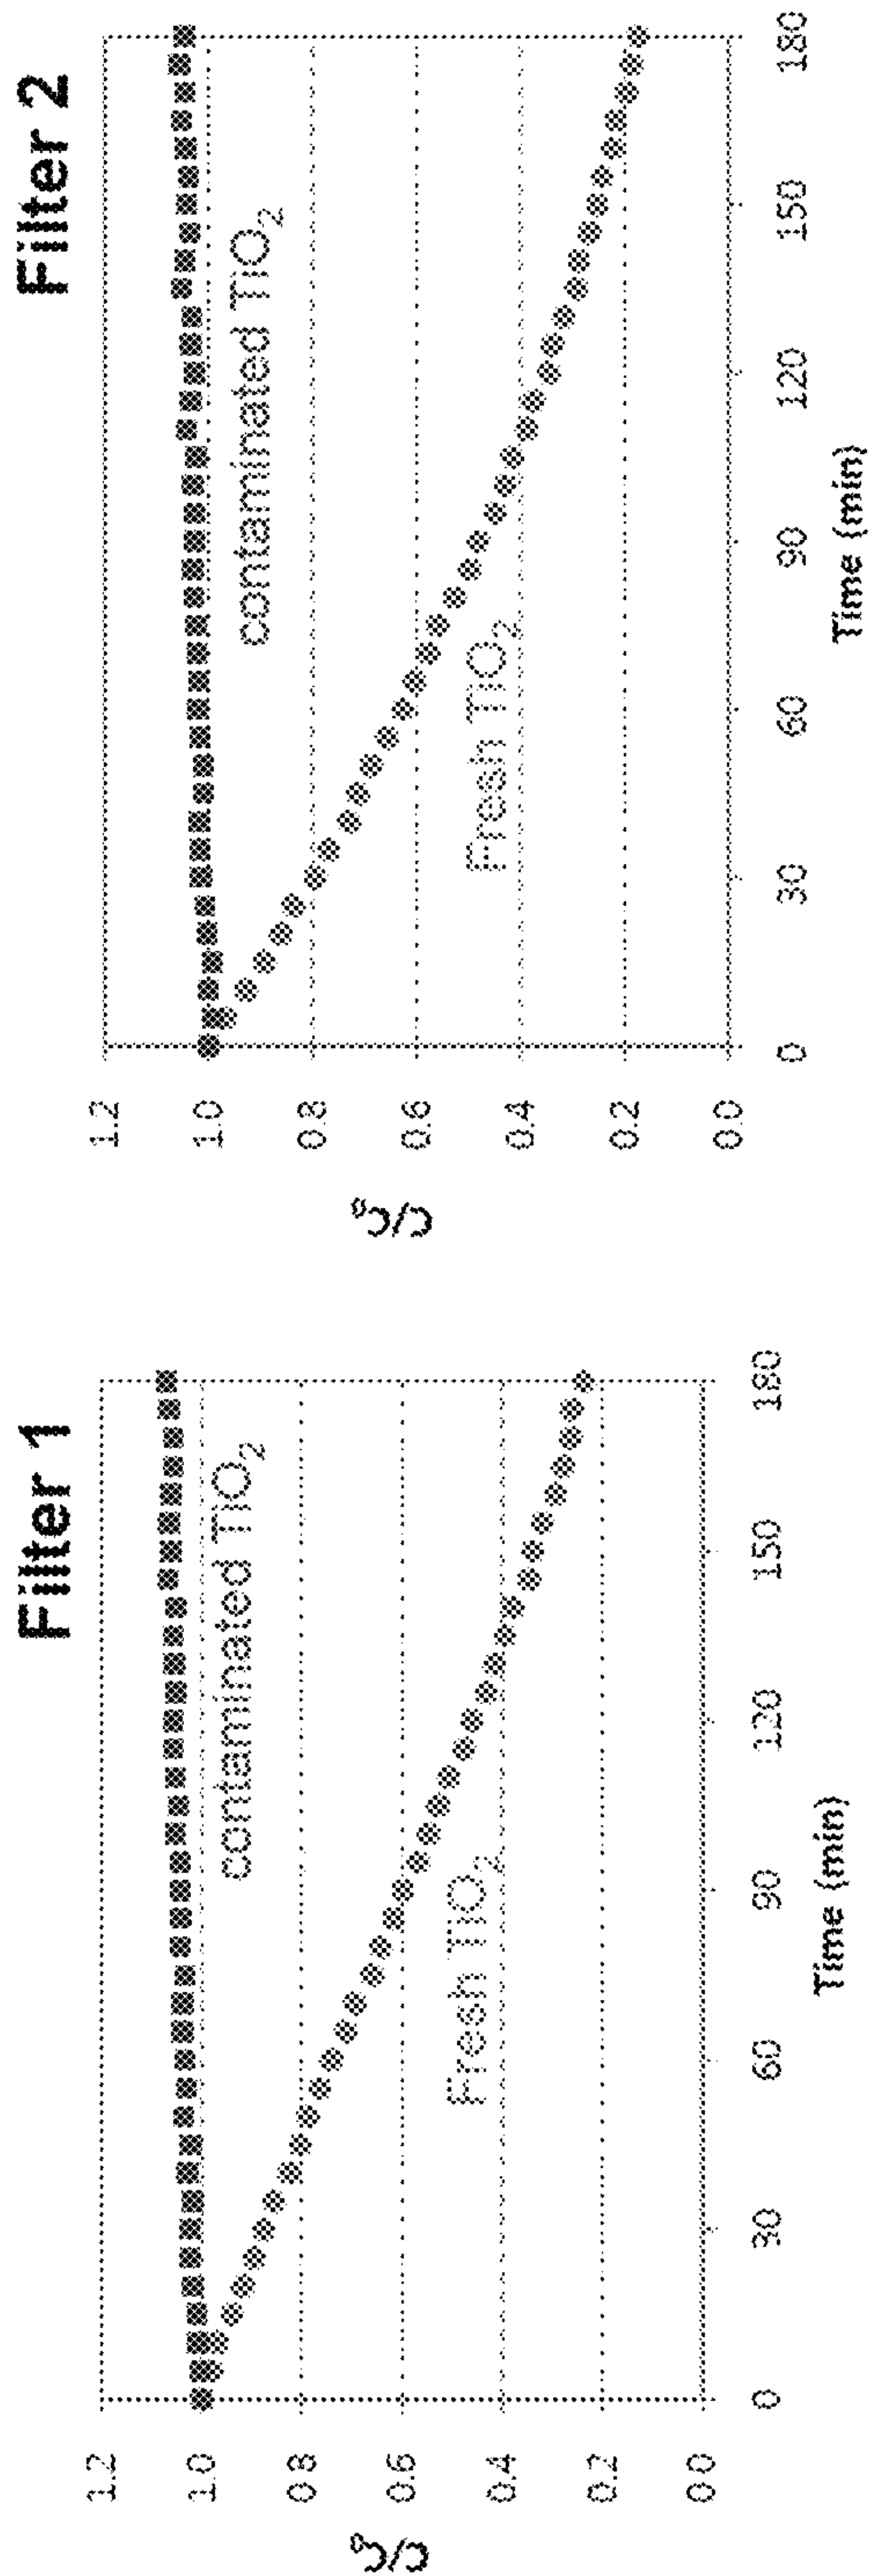 Filter 1
C/C₀
1.2
1.0
0.8
0.6
0.4
0.2
0.0
contaminated TiO₂
Fresh TiO₂
0 30 60 90 120 150 180
Time (min)
Filter 2
C/C₀
1.2
1.0
0.8
0.6
0.4
0.2
0.0
contaminated TiO₂
Fresh TiO₂
0 30 60 90 120 150 180
Time (min)